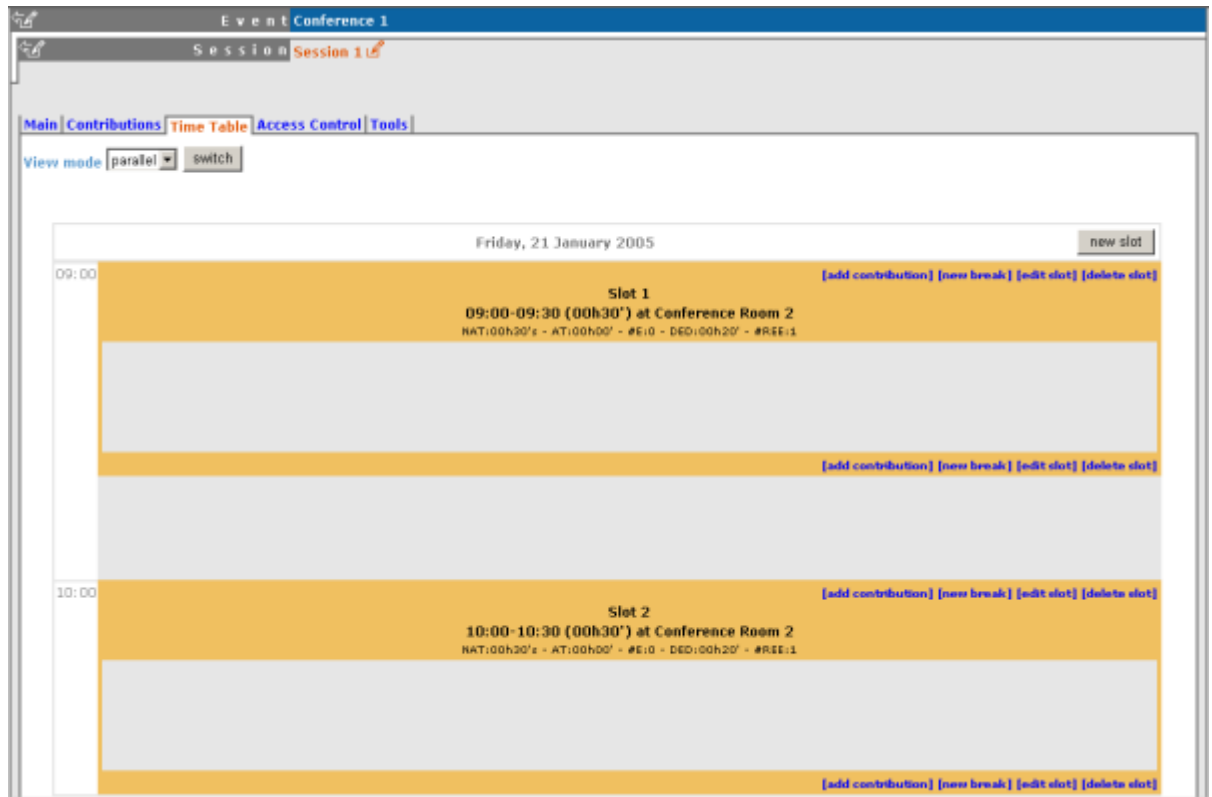 Event Conference 1
Session Session 1
Main Contributions Time Table Access Control Tools
View mode parallel switch
Friday, 21 January 2005 new slot
09:00 [add contribution] [new break] [edit slot] [delete slot]
Slot 1
09:00-09:30 (00h30') at Conference Room 2
NAT:00h30's - AT:00h00' - #E:0 - DED:00h20' - #REE:1
[add contribution] [new break] [edit slot] [delete slot]
10:00 [add contribution] [new break] [edit slot] [delete slot]
Slot 2
10:00-10:30 (00h30') at Conference Room 2
NAT:00h30's - AT:00h00' - #E:0 - DED:00h20' - #REE:1
[add contribution] [new break] [edit slot] [delete slot]